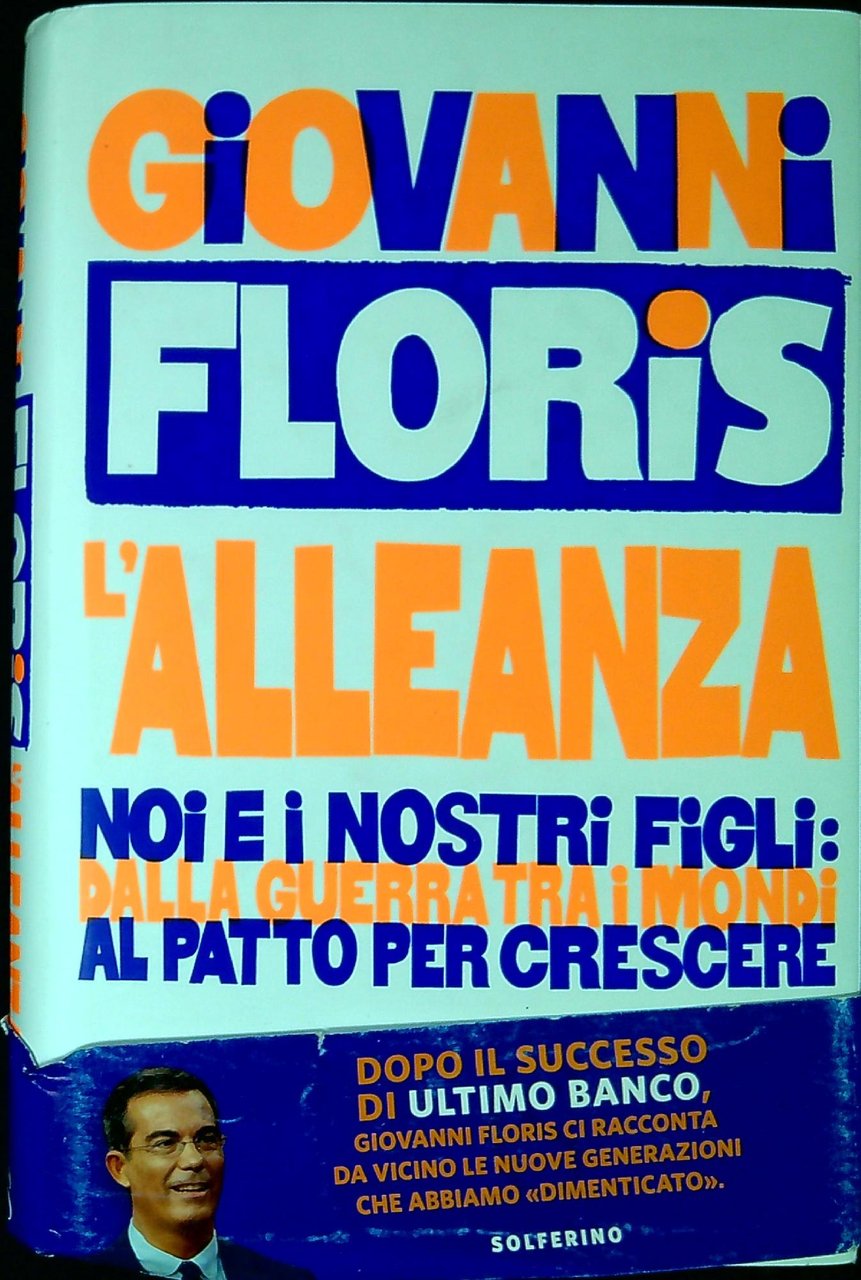 GiOVANNi
FLORiS
L'ALLEANZA
NOi E i NOSTRi FiGLi:
DALLA GUERRA TRA i MONDi
AL PATTO PER CRESCERE
DOPO IL SUCCESSO
DI ULTIMO BANCO,
GIOVANNI FLORIS CI RACCONTA
DA VICINO LE NUOVE GENERAZIONI
CHE ABBIAMO «DIMENTICATO».
SOLFERINO